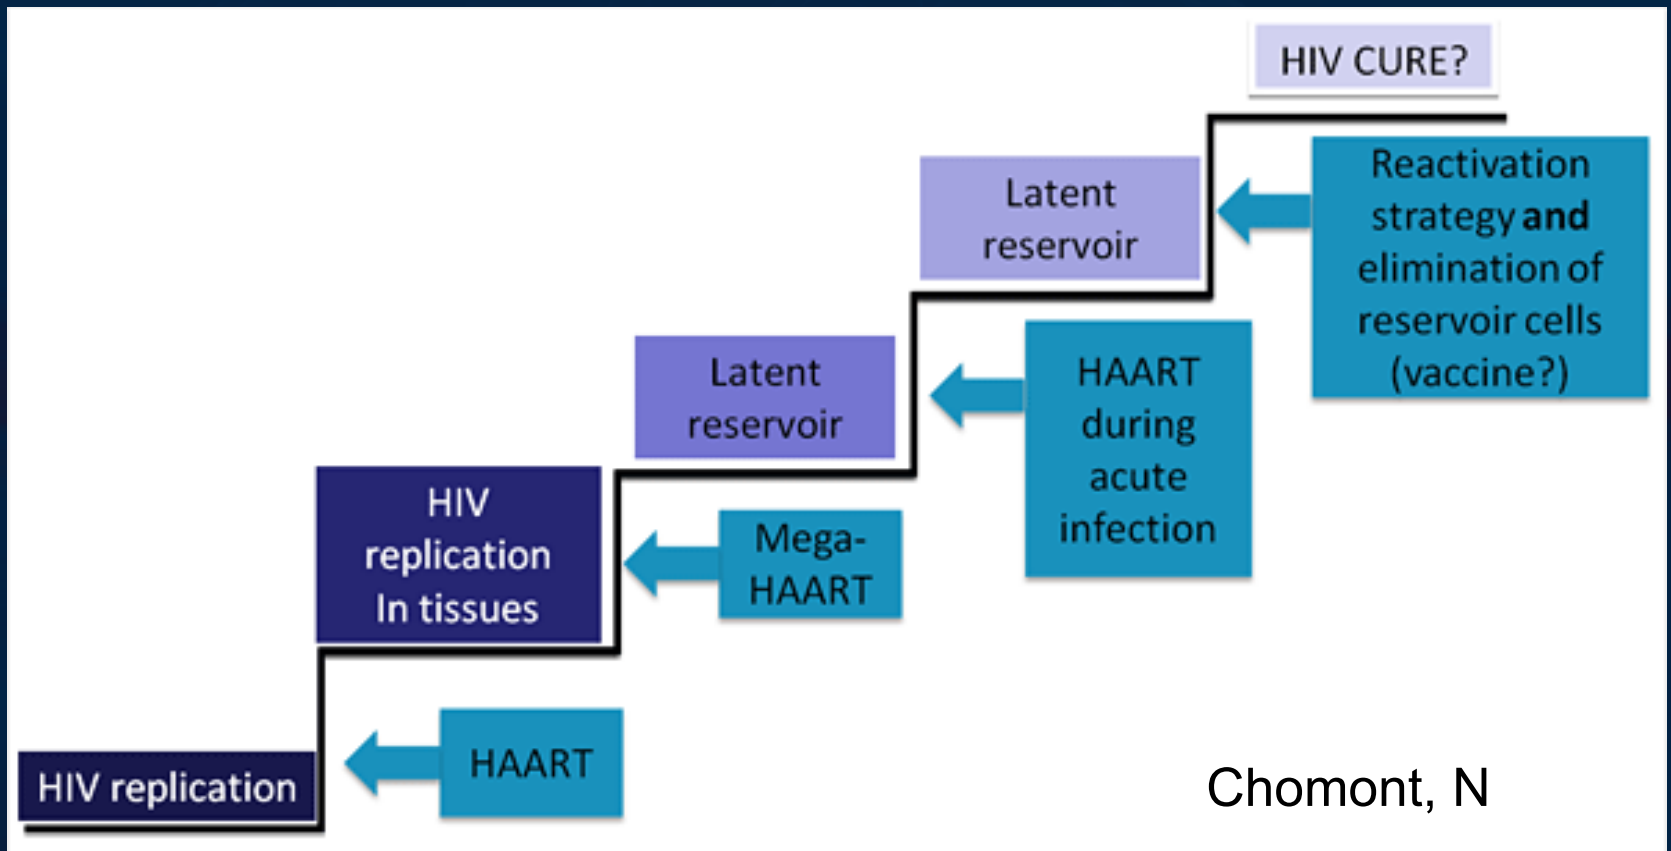 HIV CURE?
Reactivation
strategy and
elimination of
reservoir cells
(vaccine?)
Latent
reservoir
HAART
during
acute
infection
Latent
reservoir
Mega-
HAART
HIV
replication
In tissues
HAART
HIV replication
Chomont, N